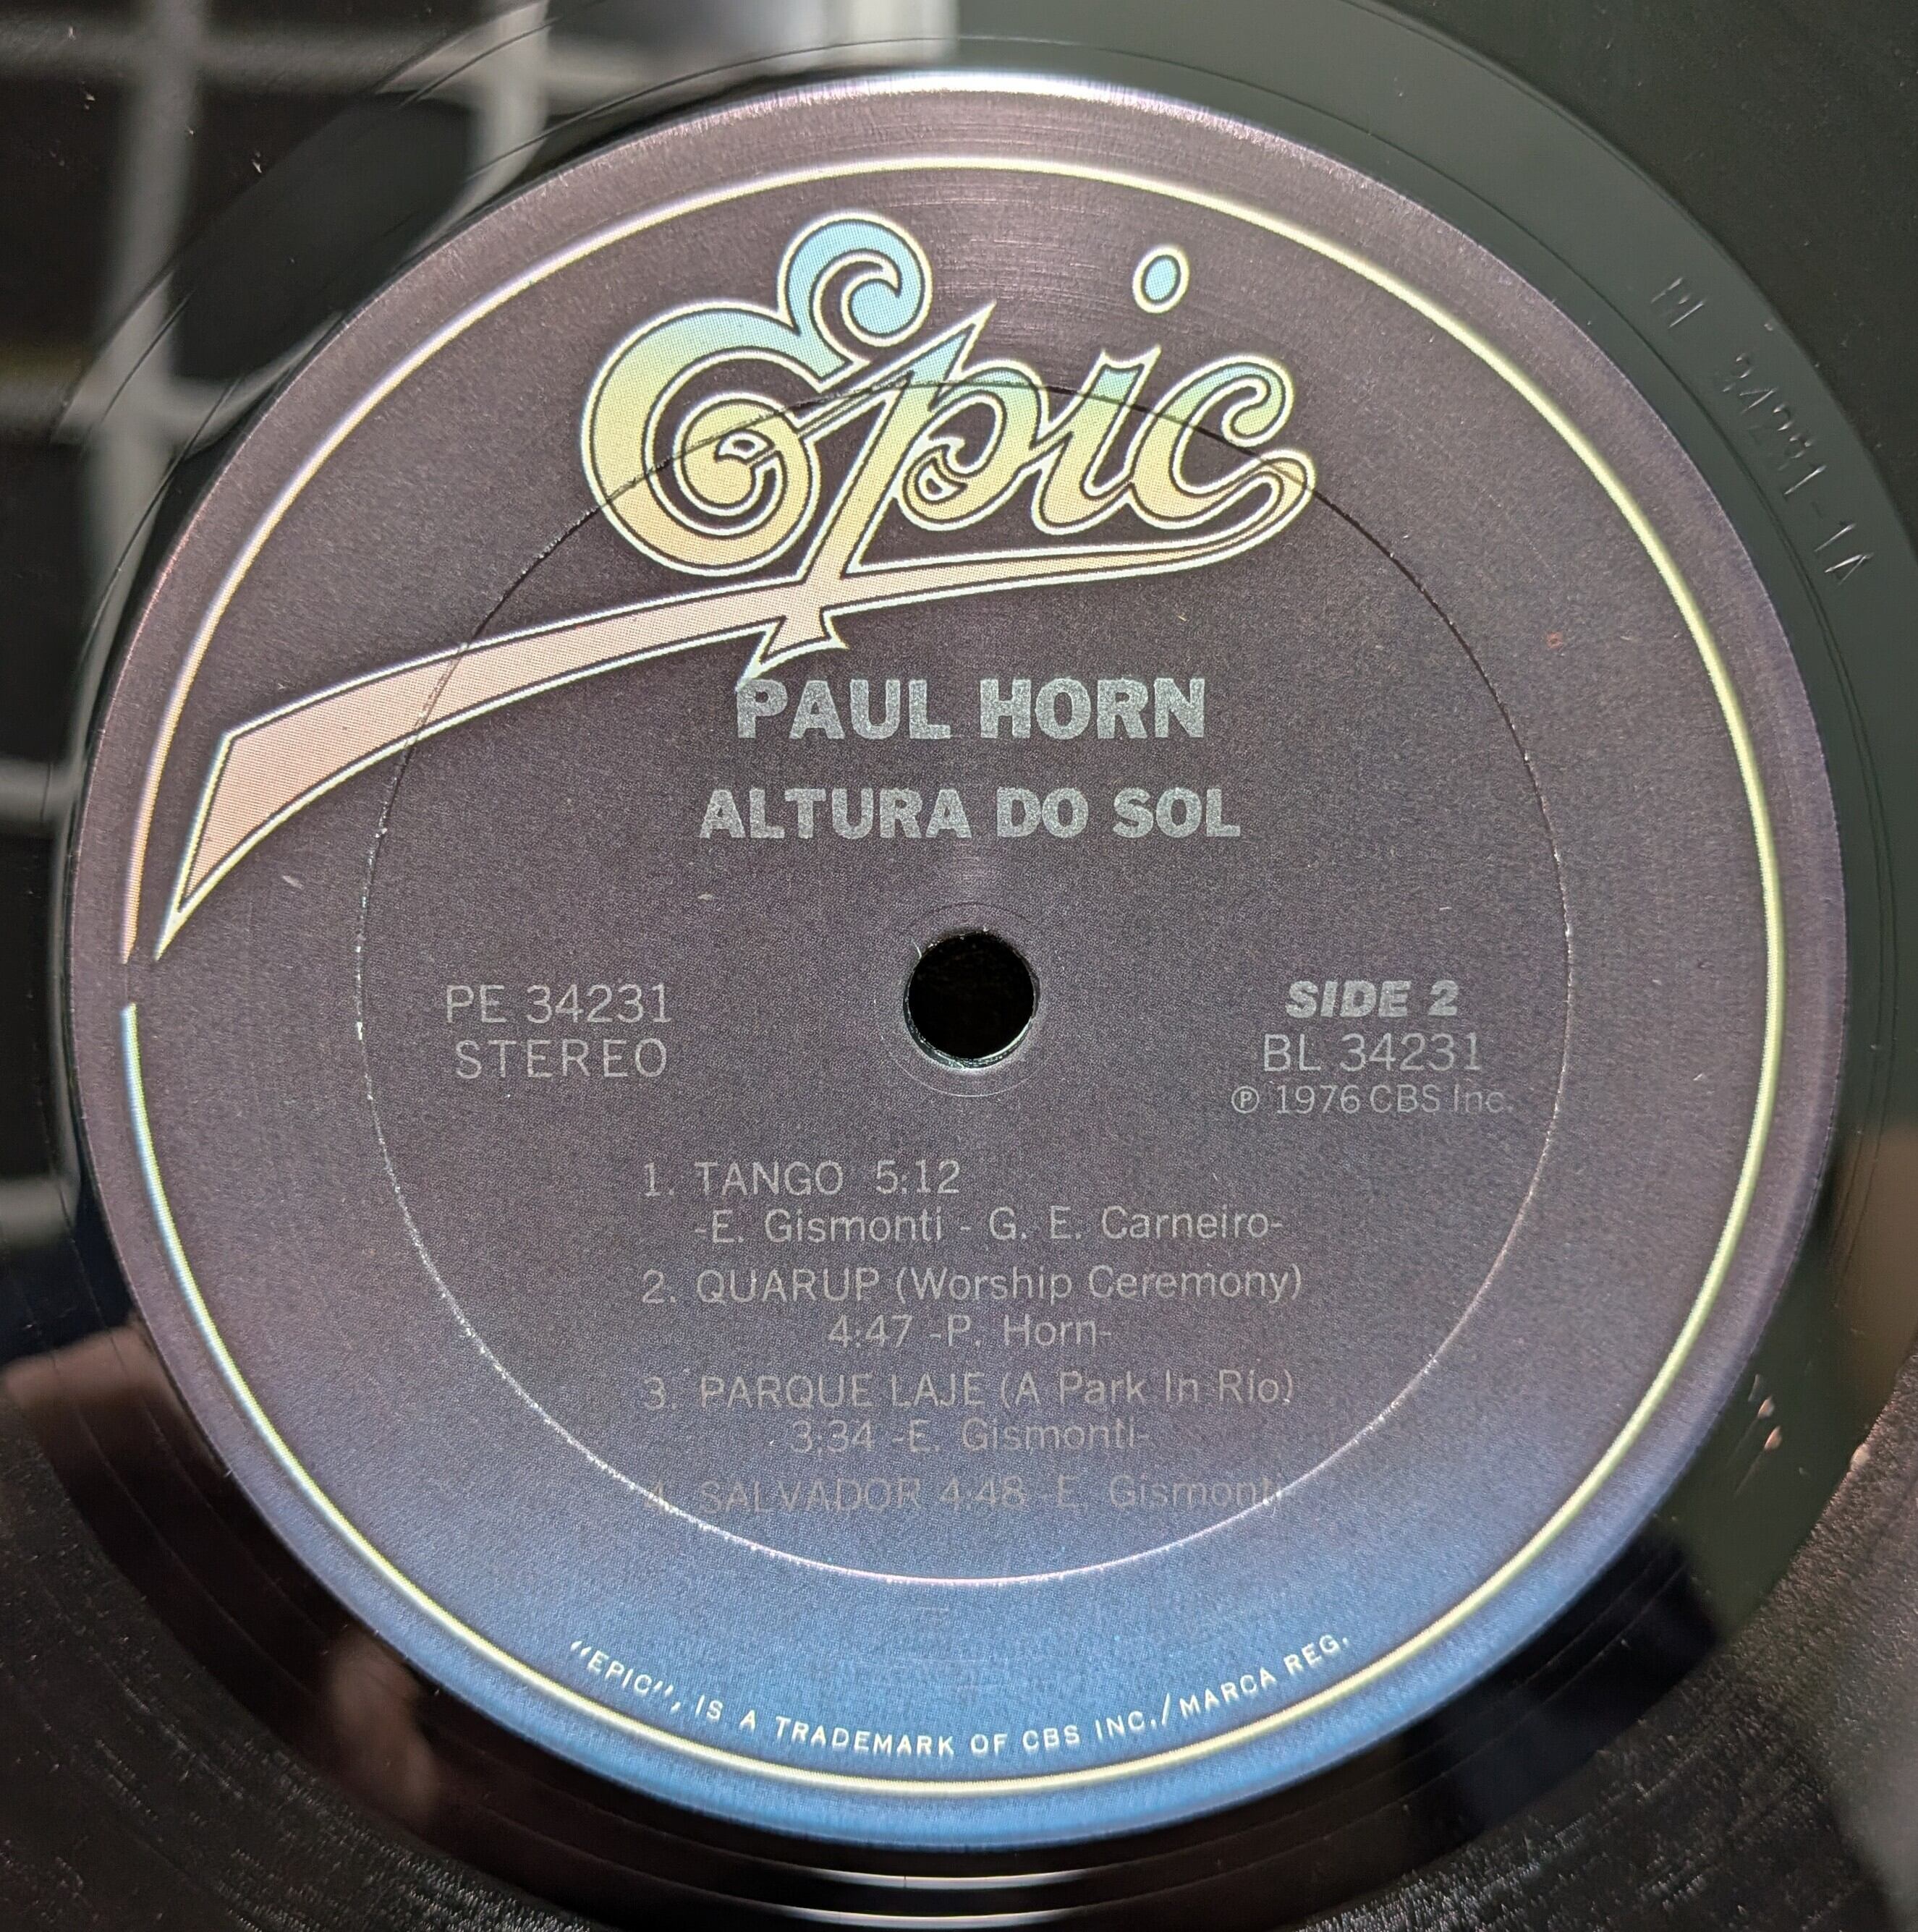 Epic
PAUL HORN
ALTURA DO SOL
PE 34231
STEREO
SIDE 2
BL 34231
℗ 1976 CBS Inc.
1. TANGO 5:12
-E. Gismonti - G. E. Carneiro-
2. QUARUP (Worship Ceremony)
4:47 -P. Horn-
3. PARQUE LAJE (A Park In Río)
3:34 -E. Gismonti-
4. SALVADOR 4:48 -E. Gismonti-
"EPIC", IS A TRADEMARK OF CBS INC./MARCA REG.